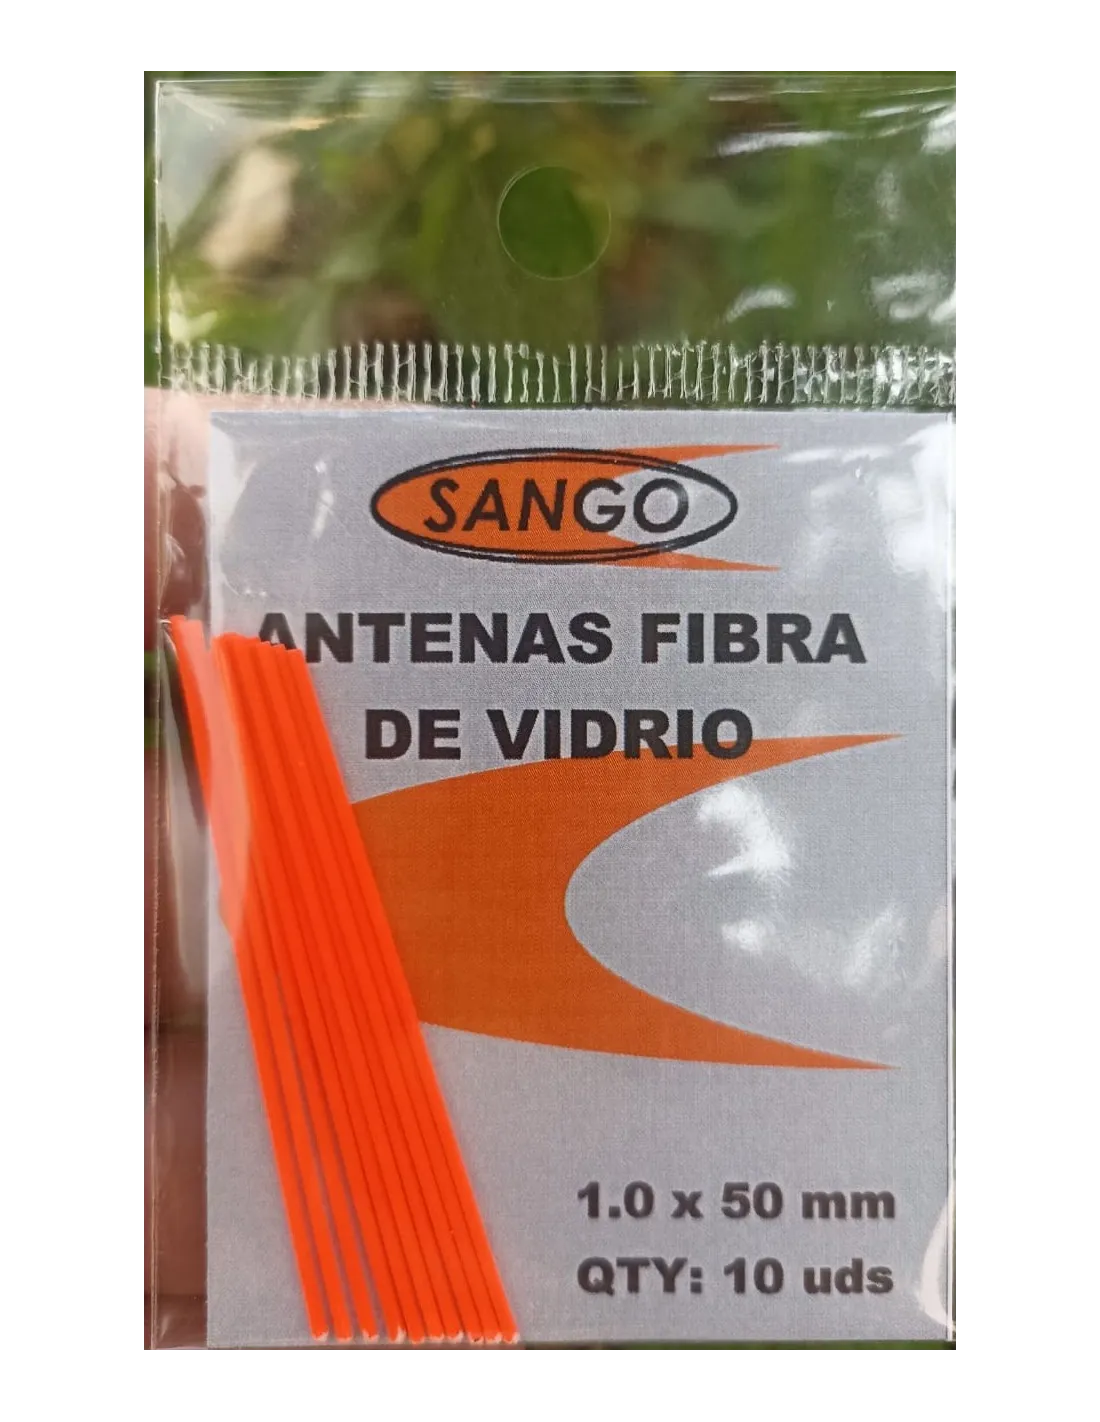 SANGO
ANTENAS FIBRA
DE VIDRIO
1.0 x 50 mm
QTY: 10 uds